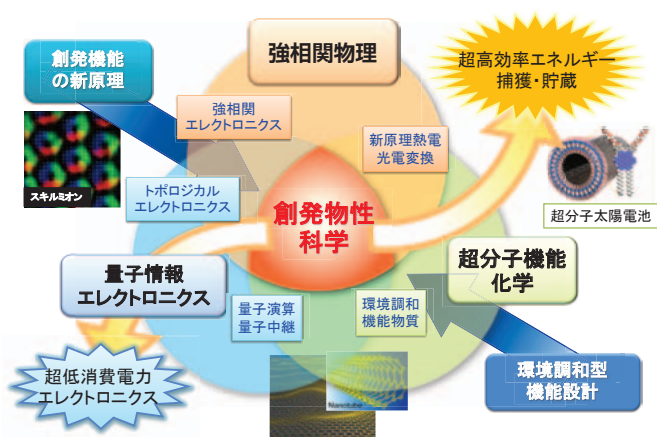 創発機能
の新原理
強相関物理
超高効率エネルギー
捕獲・貯蔵
強相関
エレクトロニクス
新原理熱電
光電変換
スキルミオン
トポロジカル
エレクトロニクス
創発物性
科学
超分子太陽電池
量子情報
エレクトロニクス
超分子機能
化学
量子演算
量子中継
環境調和
機能物質
超低消費電力
エレクトロニクス
Nanotube
環境調和型
機能設計